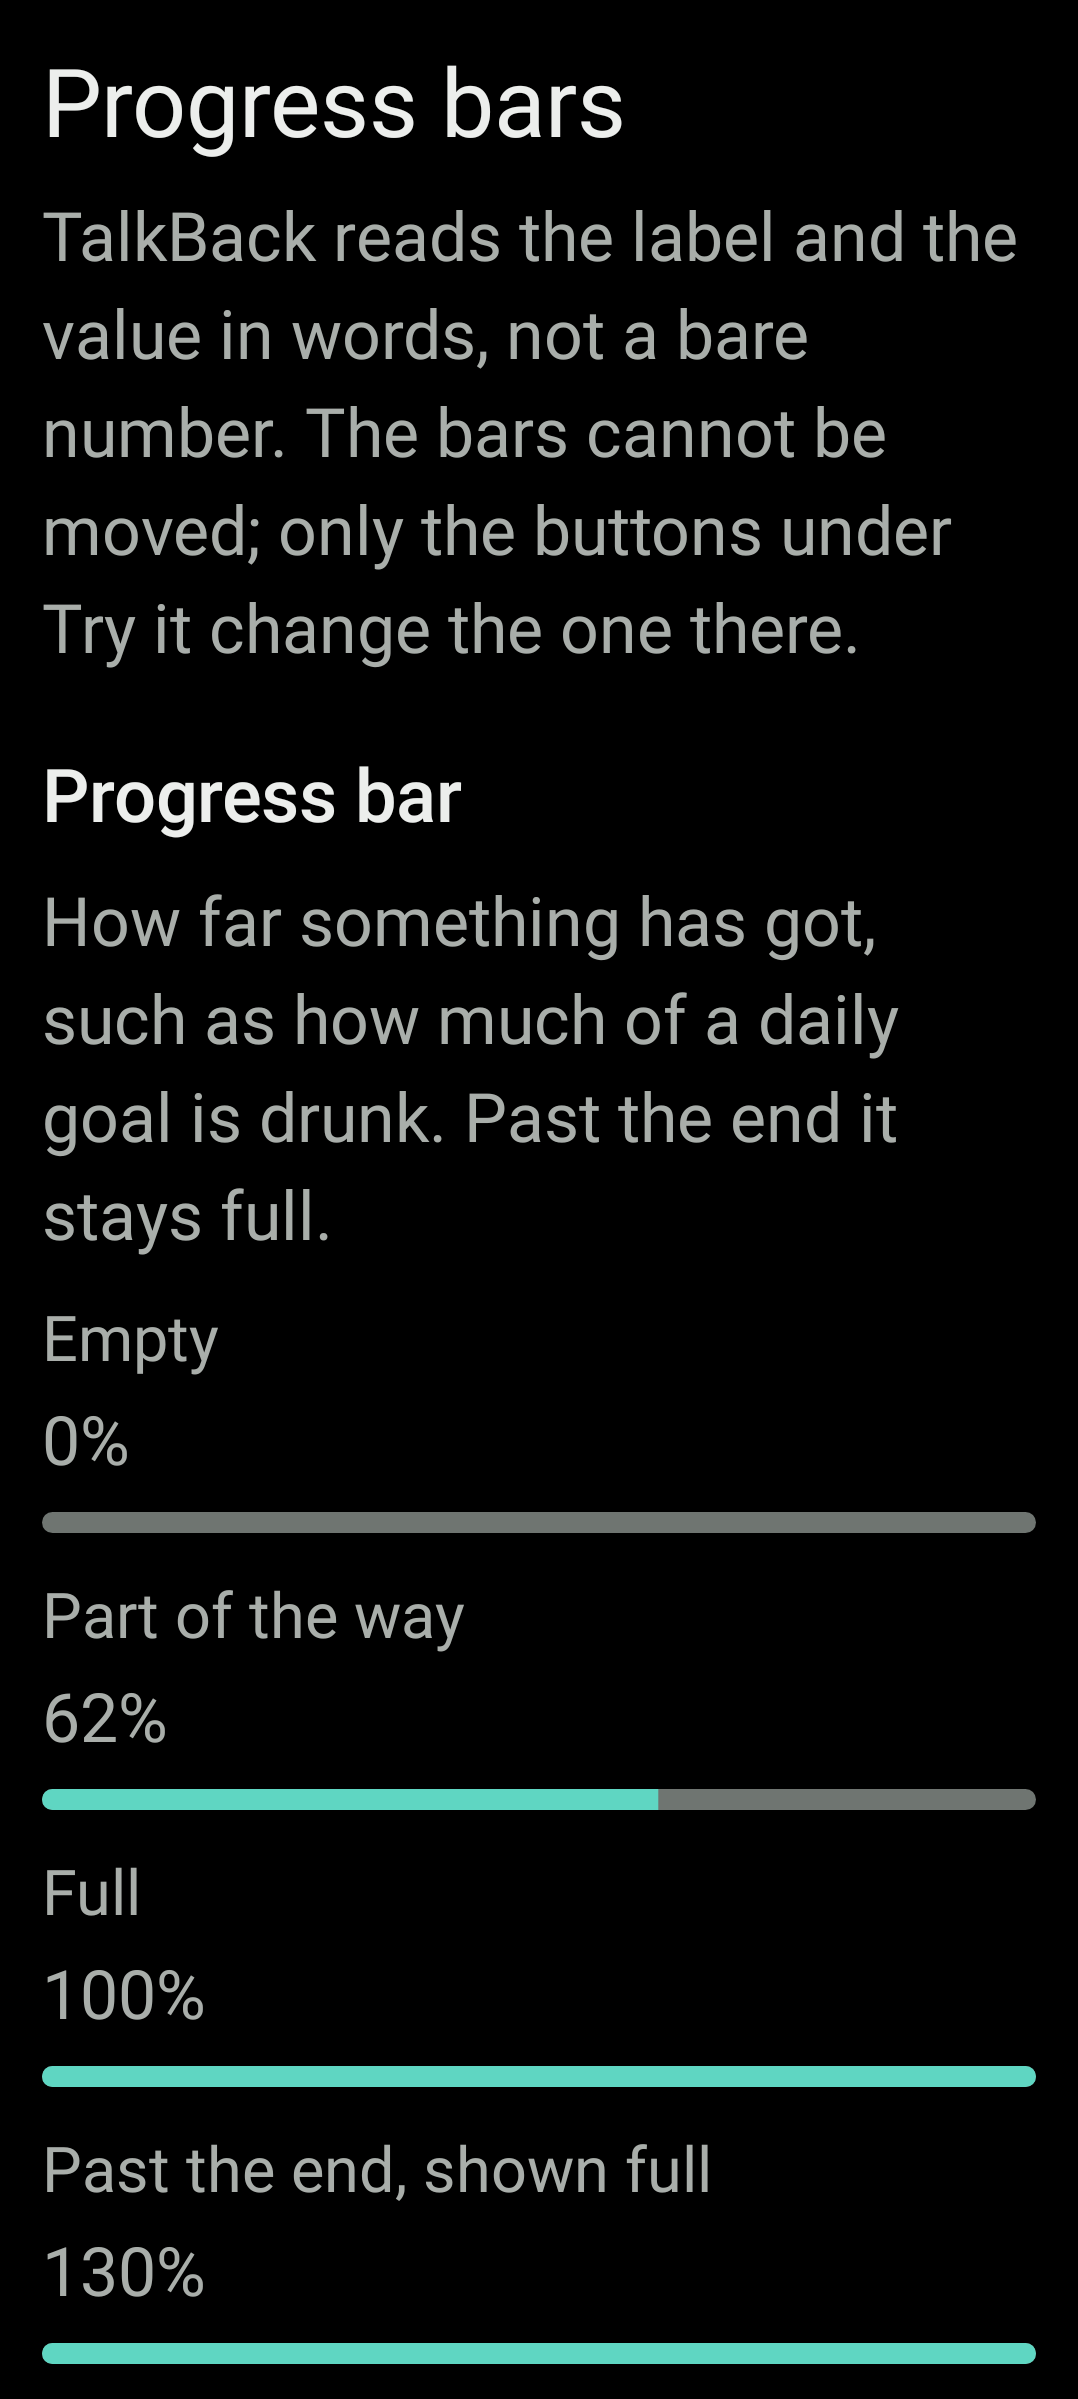 Progress bars
TalkBack reads the label and the
value in words, not a bare
number. The bars cannot be
moved; only the buttons under
Try it change the one there.
Progress bar
How far something has got,
such as how much of a daily
goal is drunk. Past the end it
stays full.
Empty
0%
Part of the way
62%
Full
100%
Past the end, shown full
130%